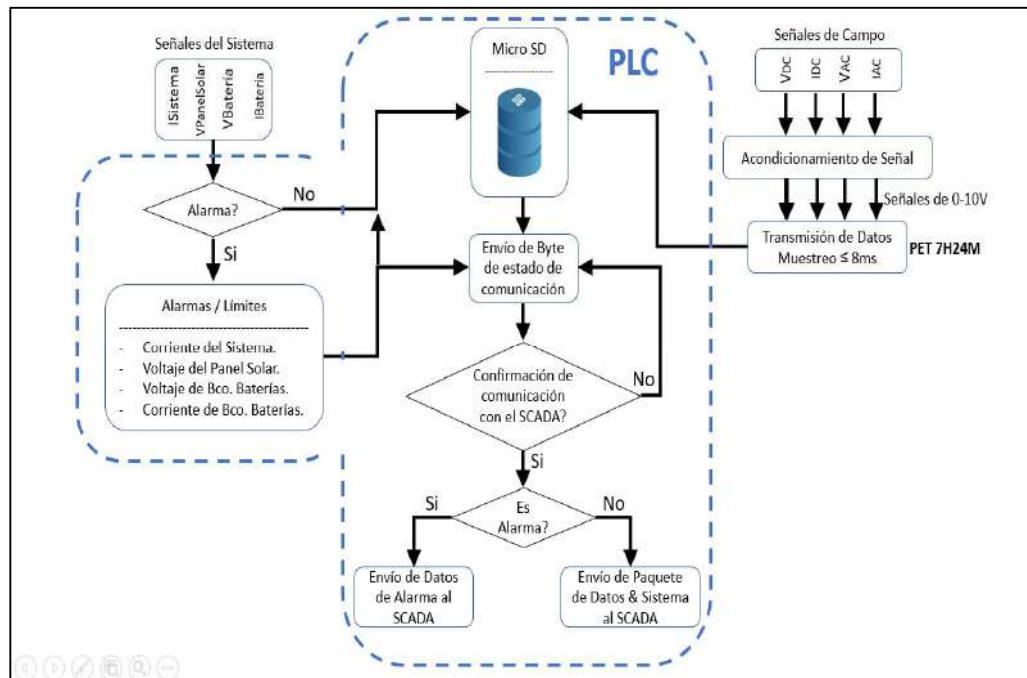 Señales del Sistema
ISistema
VPanelSolar
VBatería
IBatería
Alarma?
No
Si
Alarmas / Límites
- Corriente del Sistema.
- Voltaje del Panel Solar.
- Voltaje de Bco. Baterías.
- Corriente de Bco. Baterías.
PLC
Micro SD
Envío de Byte
de estado de
comunicación
Confirmación de
comunicación
con el SCADA?
No
Si
Es
Alarma?
Si
No
Envío de Datos
de Alarma al
SCADA
Envío de Paquete
de Datos & Sistema
al SCADA
Señales de Campo
VDC
IDC
VAC
IAC
Acondicionamiento de Señal
Señales de 0-10V
Transmisión de Datos
Muestreo ≤ 8ms
PET 7H24M